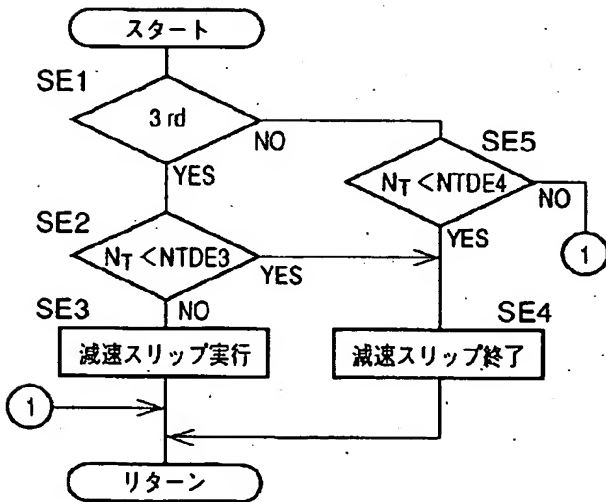 スタート
SE1
3rd
NO
YES
SE5
NT<NTDE4
NO
YES
1
SE2
NT<NTDE3
YES
NO
SE3
減速スリップ実行
SE4
減速スリップ終了
1
リターン